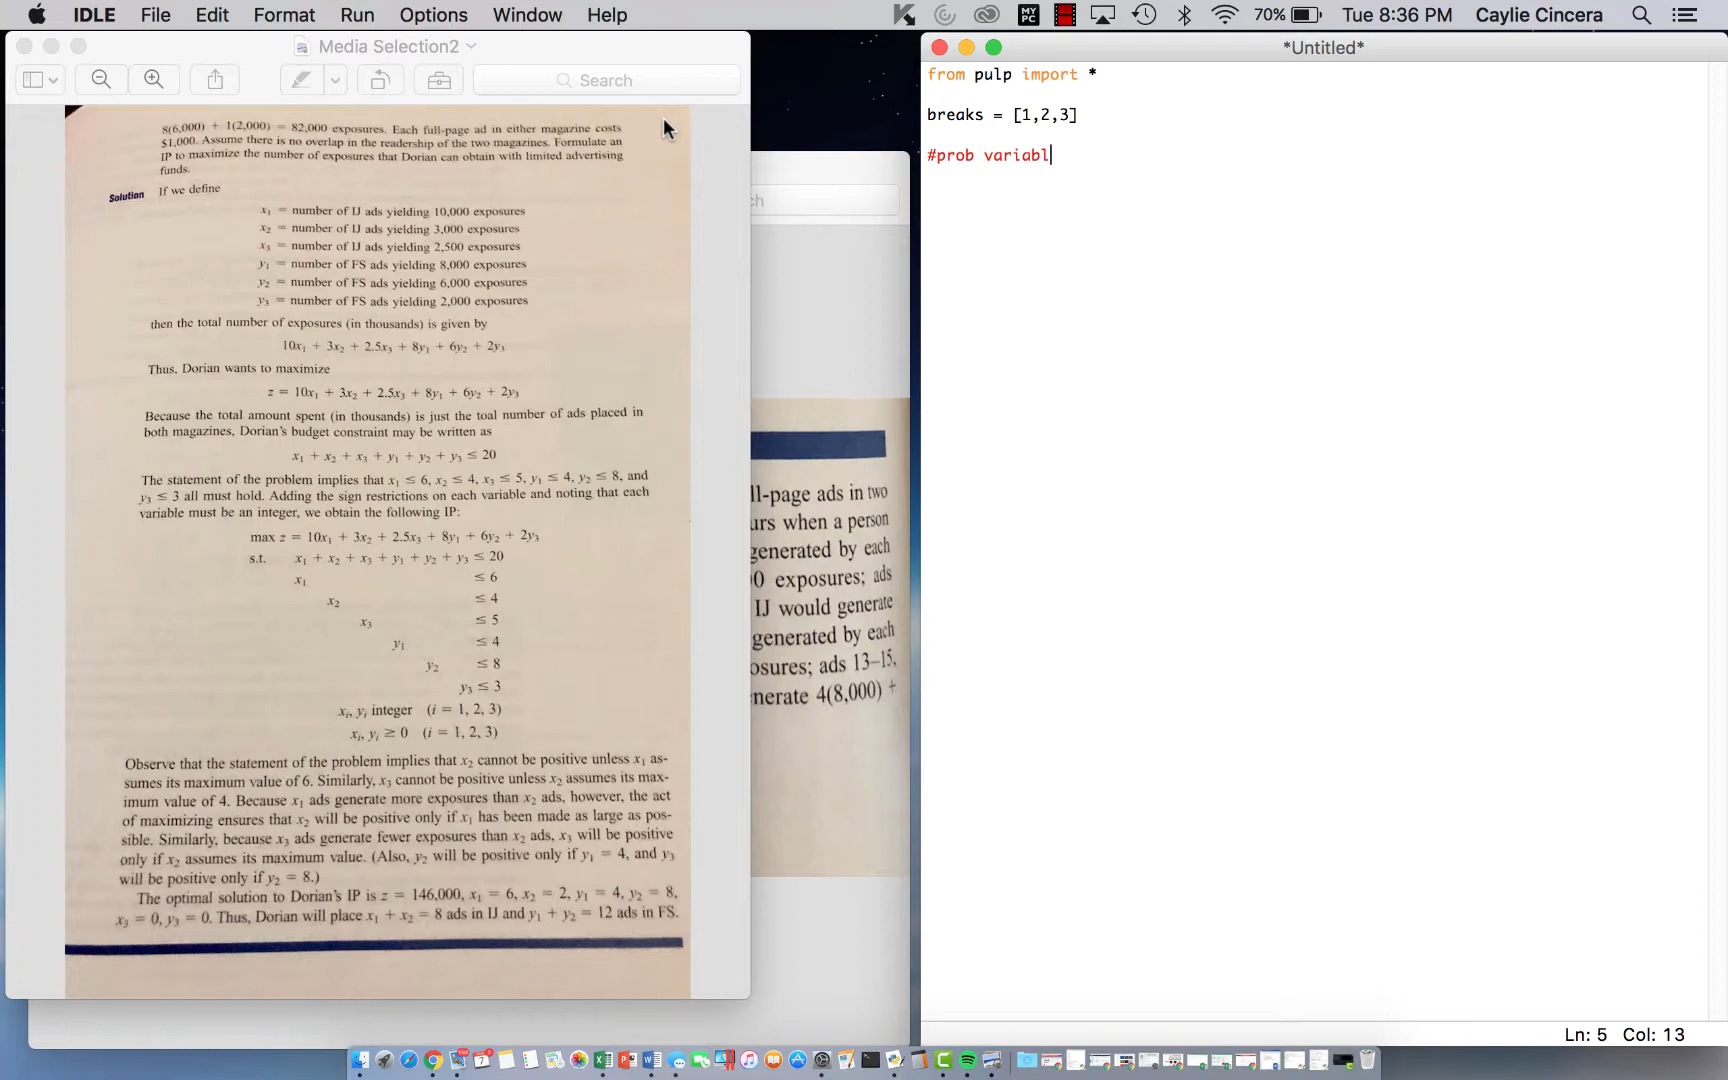 IDLE File Edit Format Run Options Window Help
MY PC
70%
Tue 8:36 PM Caylie Cincera
Media Selection2
Search
8(6,000) + 1(2,000) = 82,000 exposures. Each full-page ad in either magazine costs
$1,000. Assume there is no overlap in the readership of the two magazines. Formulate an
IP to maximize the number of exposures that Dorian can obtain with limited advertising
funds.
Solution If we define
x₁ = number of IJ ads yielding 10,000 exposures
x₂ = number of IJ ads yielding 3,000 exposures
x₃ = number of IJ ads yielding 2,500 exposures
y₁ = number of FS ads yielding 8,000 exposures
y₂ = number of FS ads yielding 6,000 exposures
y₃ = number of FS ads yielding 2,000 exposures
then the total number of exposures (in thousands) is given by
10x₁ + 3x₂ + 2.5x₃ + 8y₁ + 6y₂ + 2y₃
Thus, Dorian wants to maximize
z = 10x₁ + 3x₂ + 2.5x₃ + 8y₁ + 6y₂ + 2y₃
Because the total amount spent (in thousands) is just the toal number of ads placed in
both magazines, Dorian's budget constraint may be written as
x₁ + x₂ + x₃ + y₁ + y₂ + y₃ ≤ 20
The statement of the problem implies that x₁ ≤ 6, x₂ ≤ 4, x₃ ≤ 5, y₁ ≤ 4, y₂ ≤ 8, and
y₃ ≤ 3 all must hold. Adding the sign restrictions on each variable and noting that each
variable must be an integer, we obtain the following IP:
max z = 10x₁ + 3x₂ + 2.5x₃ + 8y₁ + 6y₂ + 2y₃
s.t. x₁ + x₂ + x₃ + y₁ + y₂ + y₃ ≤ 20
x₁ ≤ 6
x₂ ≤ 4
x₃ ≤ 5
y₁ ≤ 4
y₂ ≤ 8
y₃ ≤ 3
xᵢ, yᵢ integer (i = 1, 2, 3)
xᵢ, yᵢ ≥ 0 (i = 1, 2, 3)
Observe that the statement of the problem implies that x₂ cannot be positive unless x₁ as-
sumes its maximum value of 6. Similarly, x₃ cannot be positive unless x₂ assumes its max-
imum value of 4. Because x₁ ads generate more exposures than x₂ ads, however, the act
of maximizing ensures that x₂ will be positive only if x₁ has been made as large as pos-
sible. Similarly, because x₃ ads generate fewer exposures than x₂ ads, x₃ will be positive
only if x₂ assumes its maximum value. (Also, y₂ will be positive only if y₁ = 4, and y₃
will be positive only if y₂ = 8.)
The optimal solution to Dorian's IP is z = 146,000, x₁ = 6, x₂ = 2, y₁ = 4, y₂ = 8,
x₃ = 0, y₃ = 0. Thus, Dorian will place x₁ + x₂ = 8 ads in IJ and y₁ + y₂ = 12 ads in FS.
ch
ll-page ads in two
urs when a person
generated by each
0 exposures; ads
IJ would generate
generated by each
osures; ads 13–15,
nerate 4(8,000) +
*Untitled*
from pulp import *
breaks = [1,2,3]
#prob variabl
Ln: 5 Col: 13